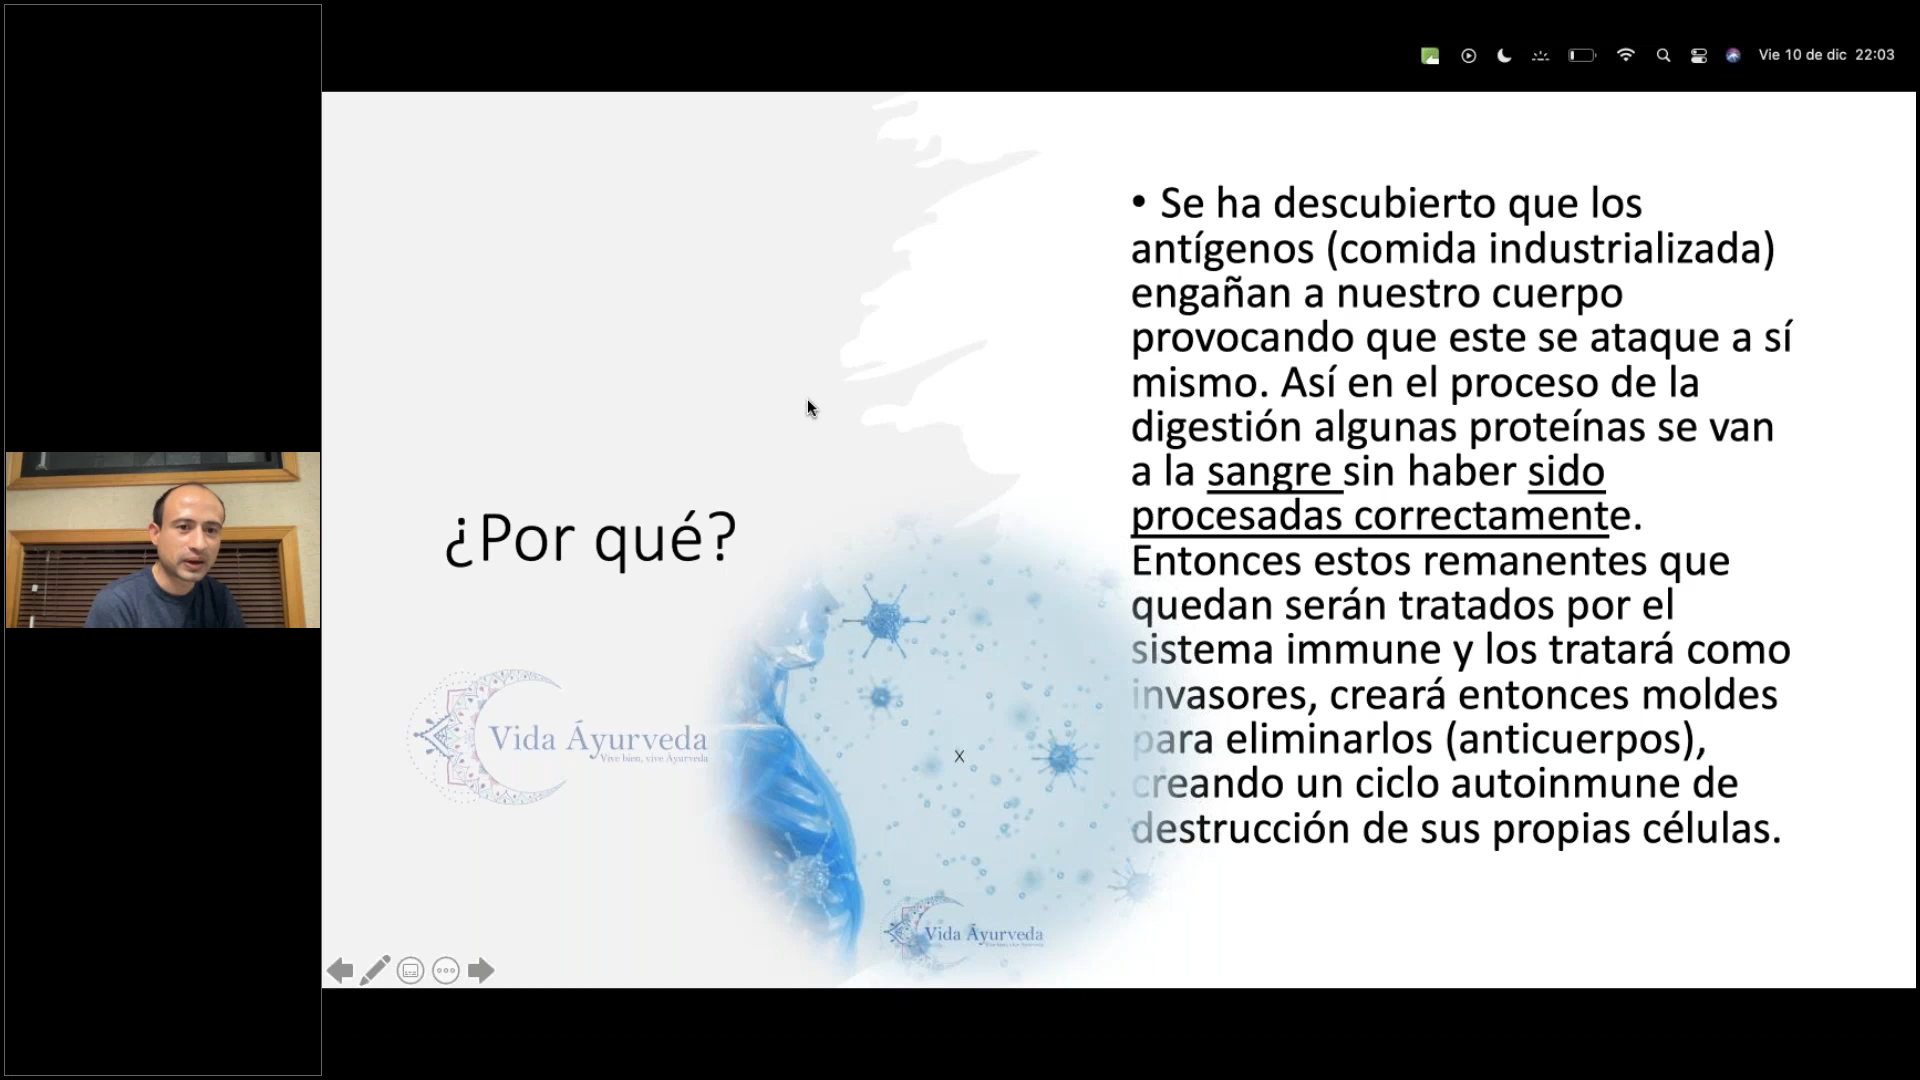 Vie 10 de dic 22:03
¿Por qué?
Vida Áyurveda
Vive bien, vive Ayurveda
• Se ha descubierto que los
antígenos (comida industrializada)
engañan a nuestro cuerpo
provocando que este se ataque a sí
mismo. Así en el proceso de la
digestión algunas proteínas se van
a la sangre sin haber sido
procesadas correctamente.
Entonces estos remanentes que
quedan serán tratados por el
sistema immune y los tratará como
invasores, creará entonces moldes
para eliminarlos (anticuerpos),
creando un ciclo autoinmune de
destrucción de sus propias células.
X
Vida Áyurveda